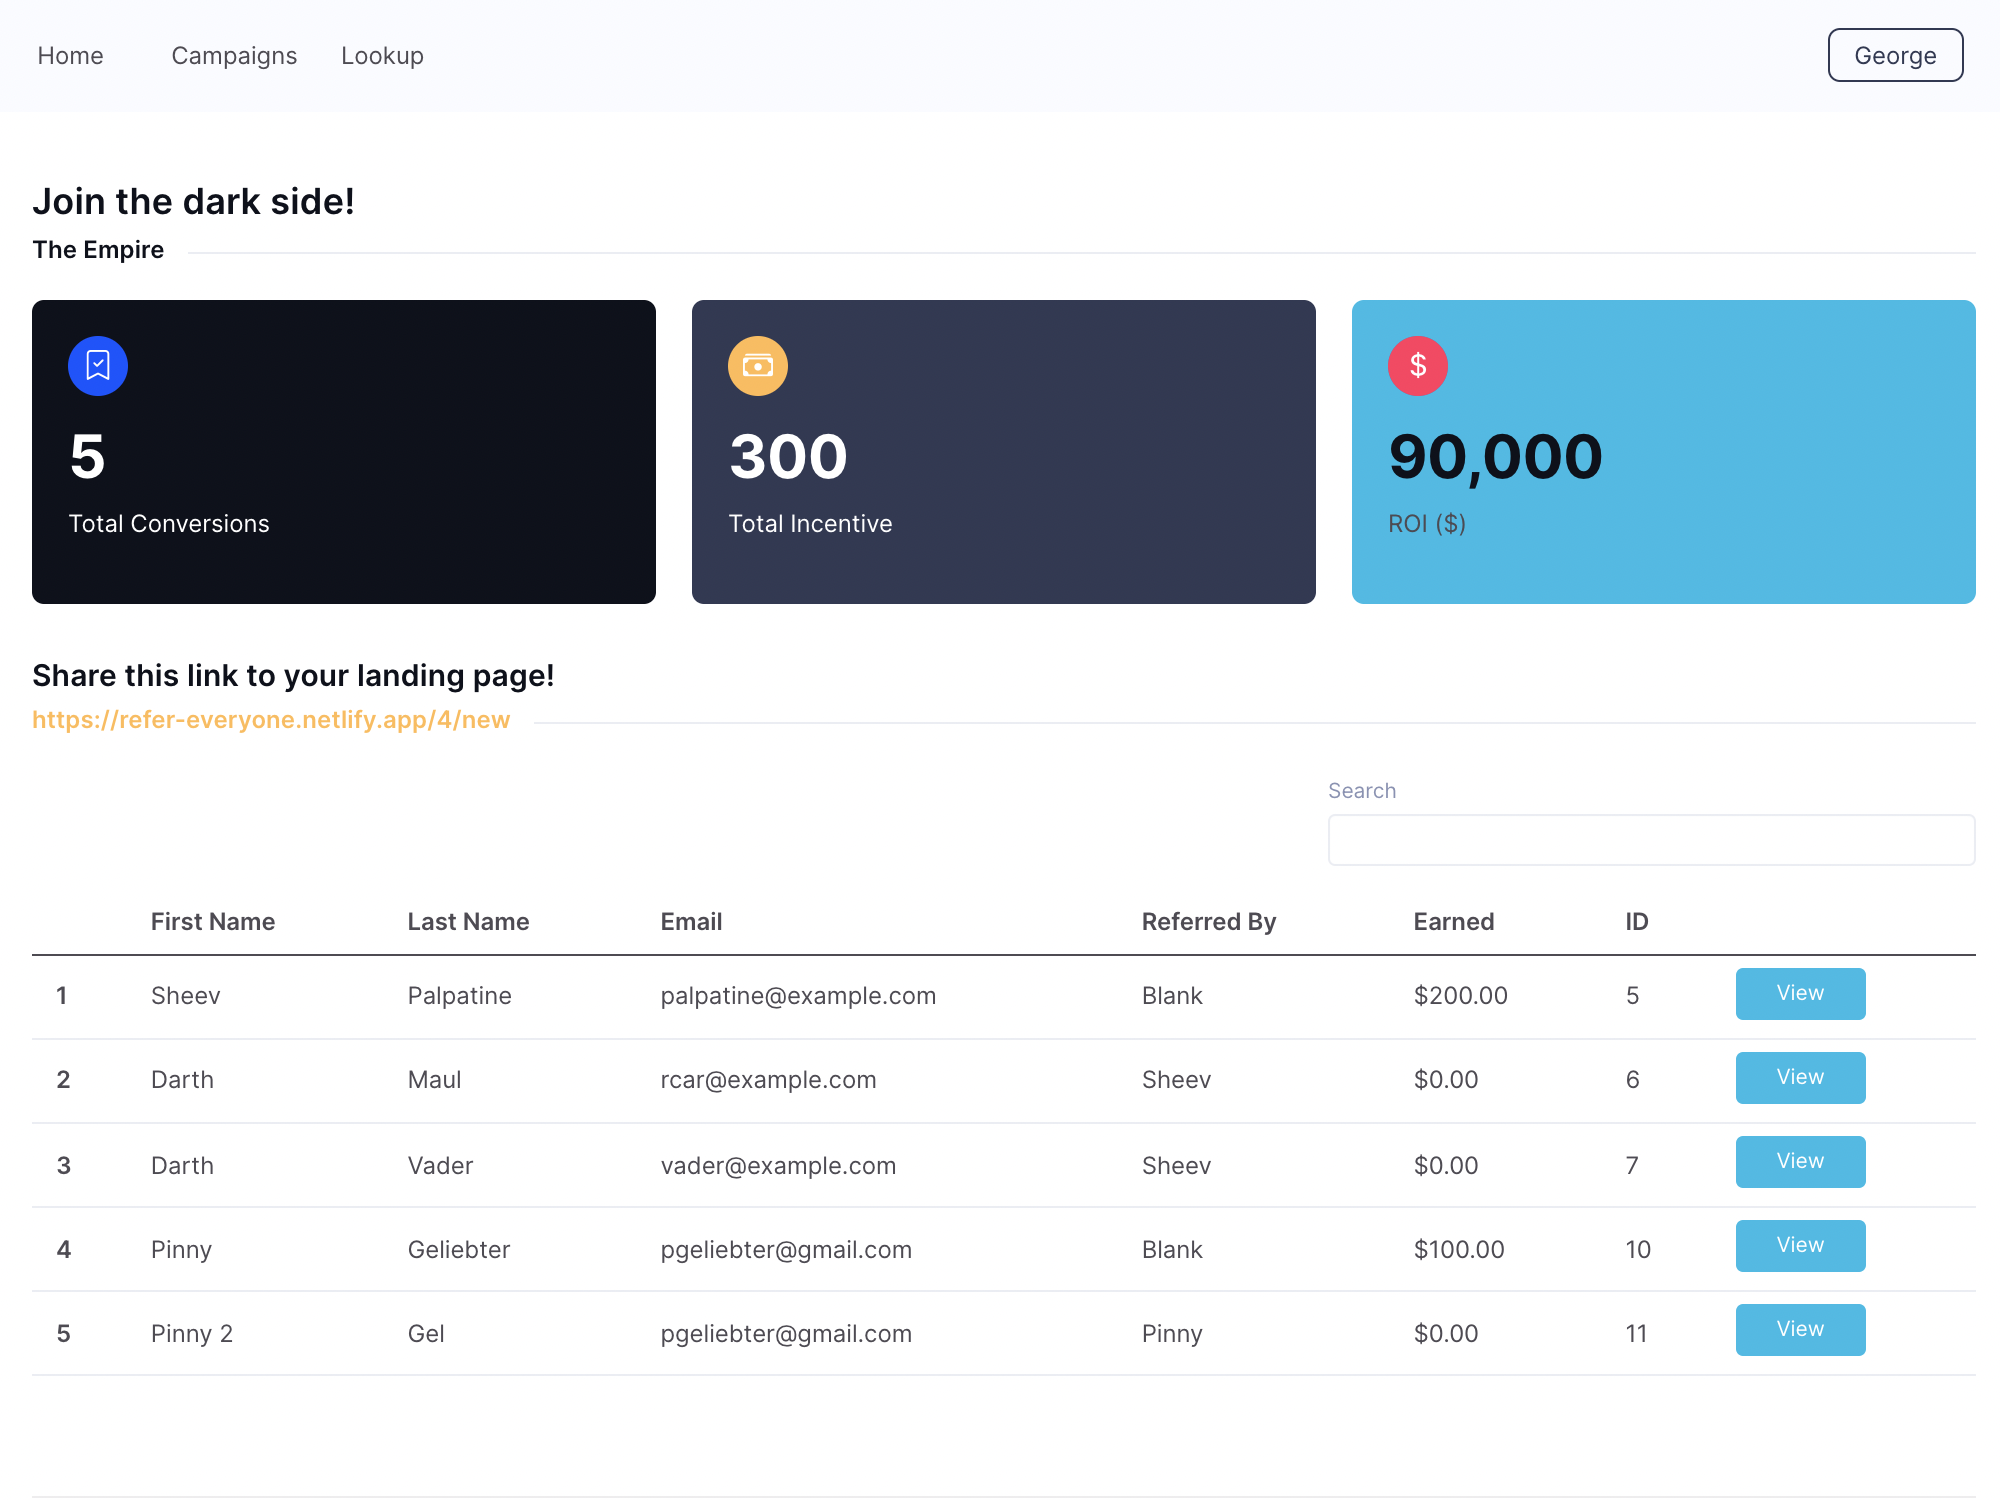 Home Campaigns Lookup George
Join the dark side!
The Empire
5
Total Conversions
300
Total Incentive
$
90,000
ROI ($)
Share this link to your landing page!
https://refer-everyone.netlify.app/4/new
Search
First Name Last Name Email Referred By Earned ID
1 Sheev Palpatine palpatine@example.com Blank $200.00 5 View
2 Darth Maul rcar@example.com Sheev $0.00 6 View
3 Darth Vader vader@example.com Sheev $0.00 7 View
4 Pinny Geliebter pgeliebter@gmail.com Blank $100.00 10 View
5 Pinny 2 Gel pgeliebter@gmail.com Pinny $0.00 11 View